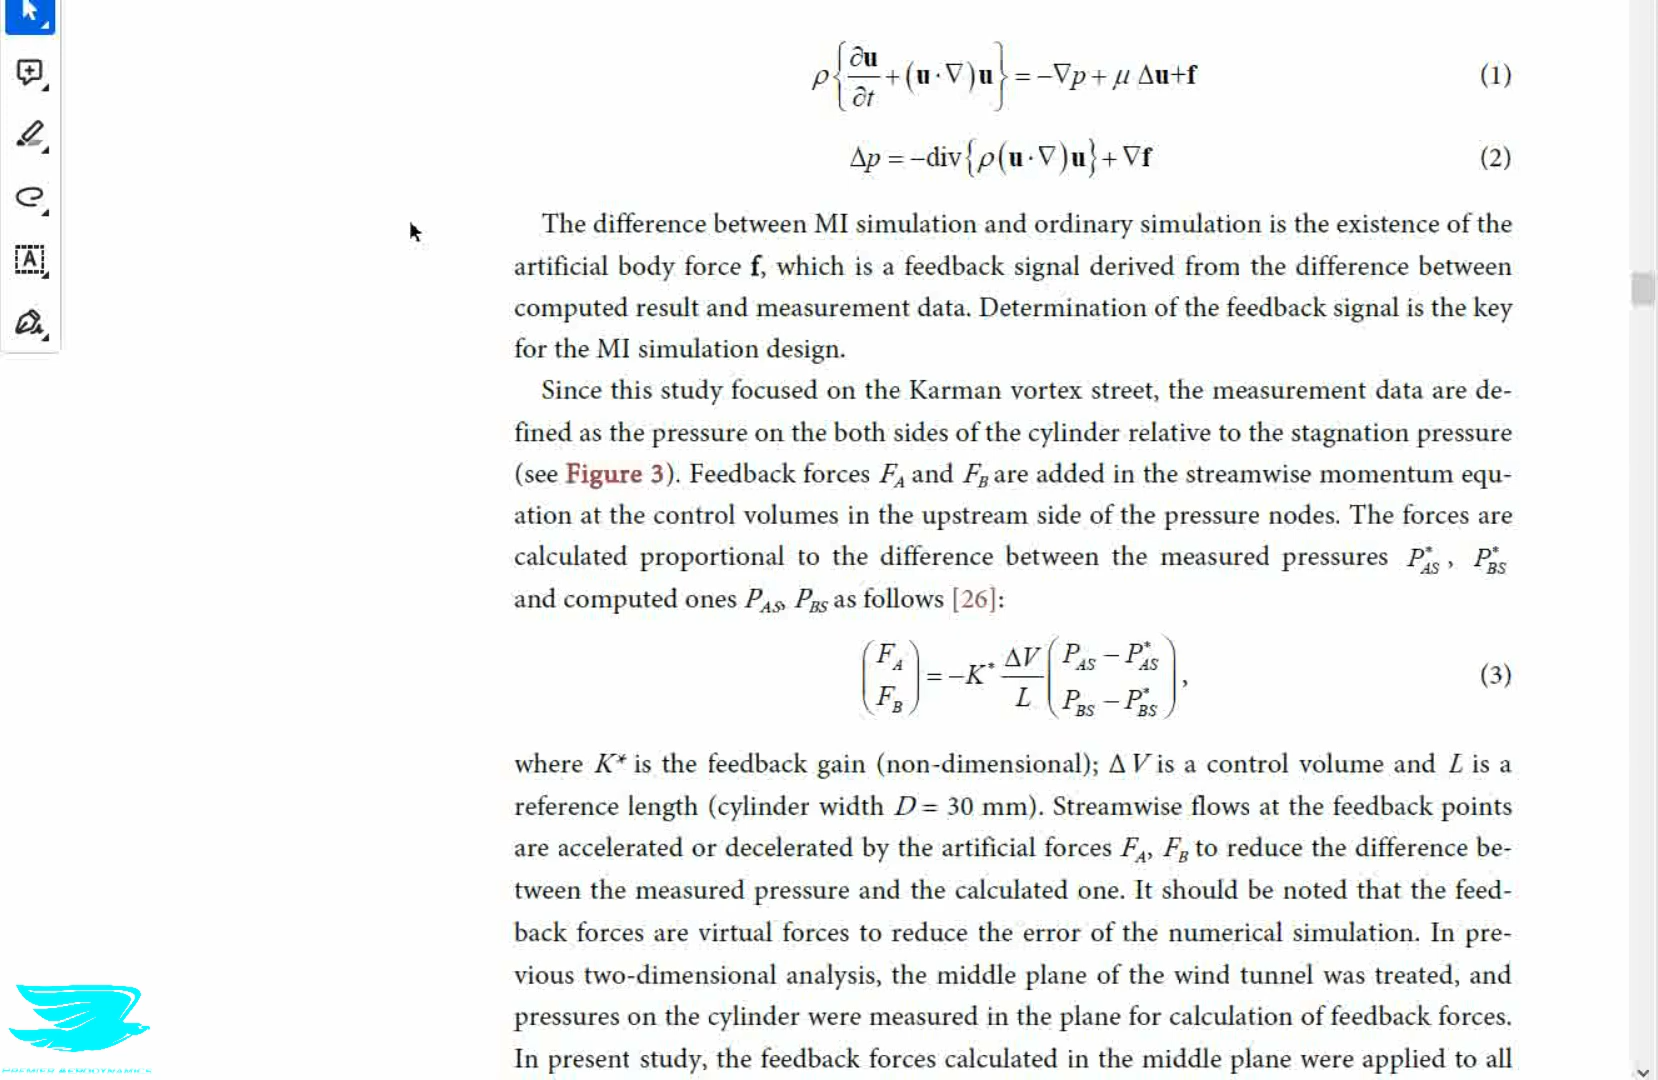 ρ{∂u/∂t + (u·∇)u} = −∇p + μ Δu+f (1)
Δp = −div{ρ(u·∇)u} + ∇f (2)
The difference between MI simulation and ordinary simulation is the existence of the
artificial body force f, which is a feedback signal derived from the difference between
computed result and measurement data. Determination of the feedback signal is the key
for the MI simulation design.
Since this study focused on the Karman vortex street, the measurement data are de-
fined as the pressure on the both sides of the cylinder relative to the stagnation pressure
(see Figure 3). Feedback forces F_A and F_B are added in the streamwise momentum equ-
ation at the control volumes in the upstream side of the pressure nodes. The forces are
calculated proportional to the difference between the measured pressures P*_AS, P*_BS
and computed ones P_AS, P_BS as follows [26]:
(F_A F_B) = −K* ΔV/L (P_AS − P*_AS P_BS − P*_BS), (3)
where K* is the feedback gain (non-dimensional); ΔV is a control volume and L is a
reference length (cylinder width D = 30 mm). Streamwise flows at the feedback points
are accelerated or decelerated by the artificial forces F_A, F_B to reduce the difference be-
tween the measured pressure and the calculated one. It should be noted that the feed-
back forces are virtual forces to reduce the error of the numerical simulation. In pre-
vious two-dimensional analysis, the middle plane of the wind tunnel was treated, and
pressures on the cylinder were measured in the plane for calculation of feedback forces.
In present study, the feedback forces calculated in the middle plane were applied to all
PREMIER AERODYNAMICS